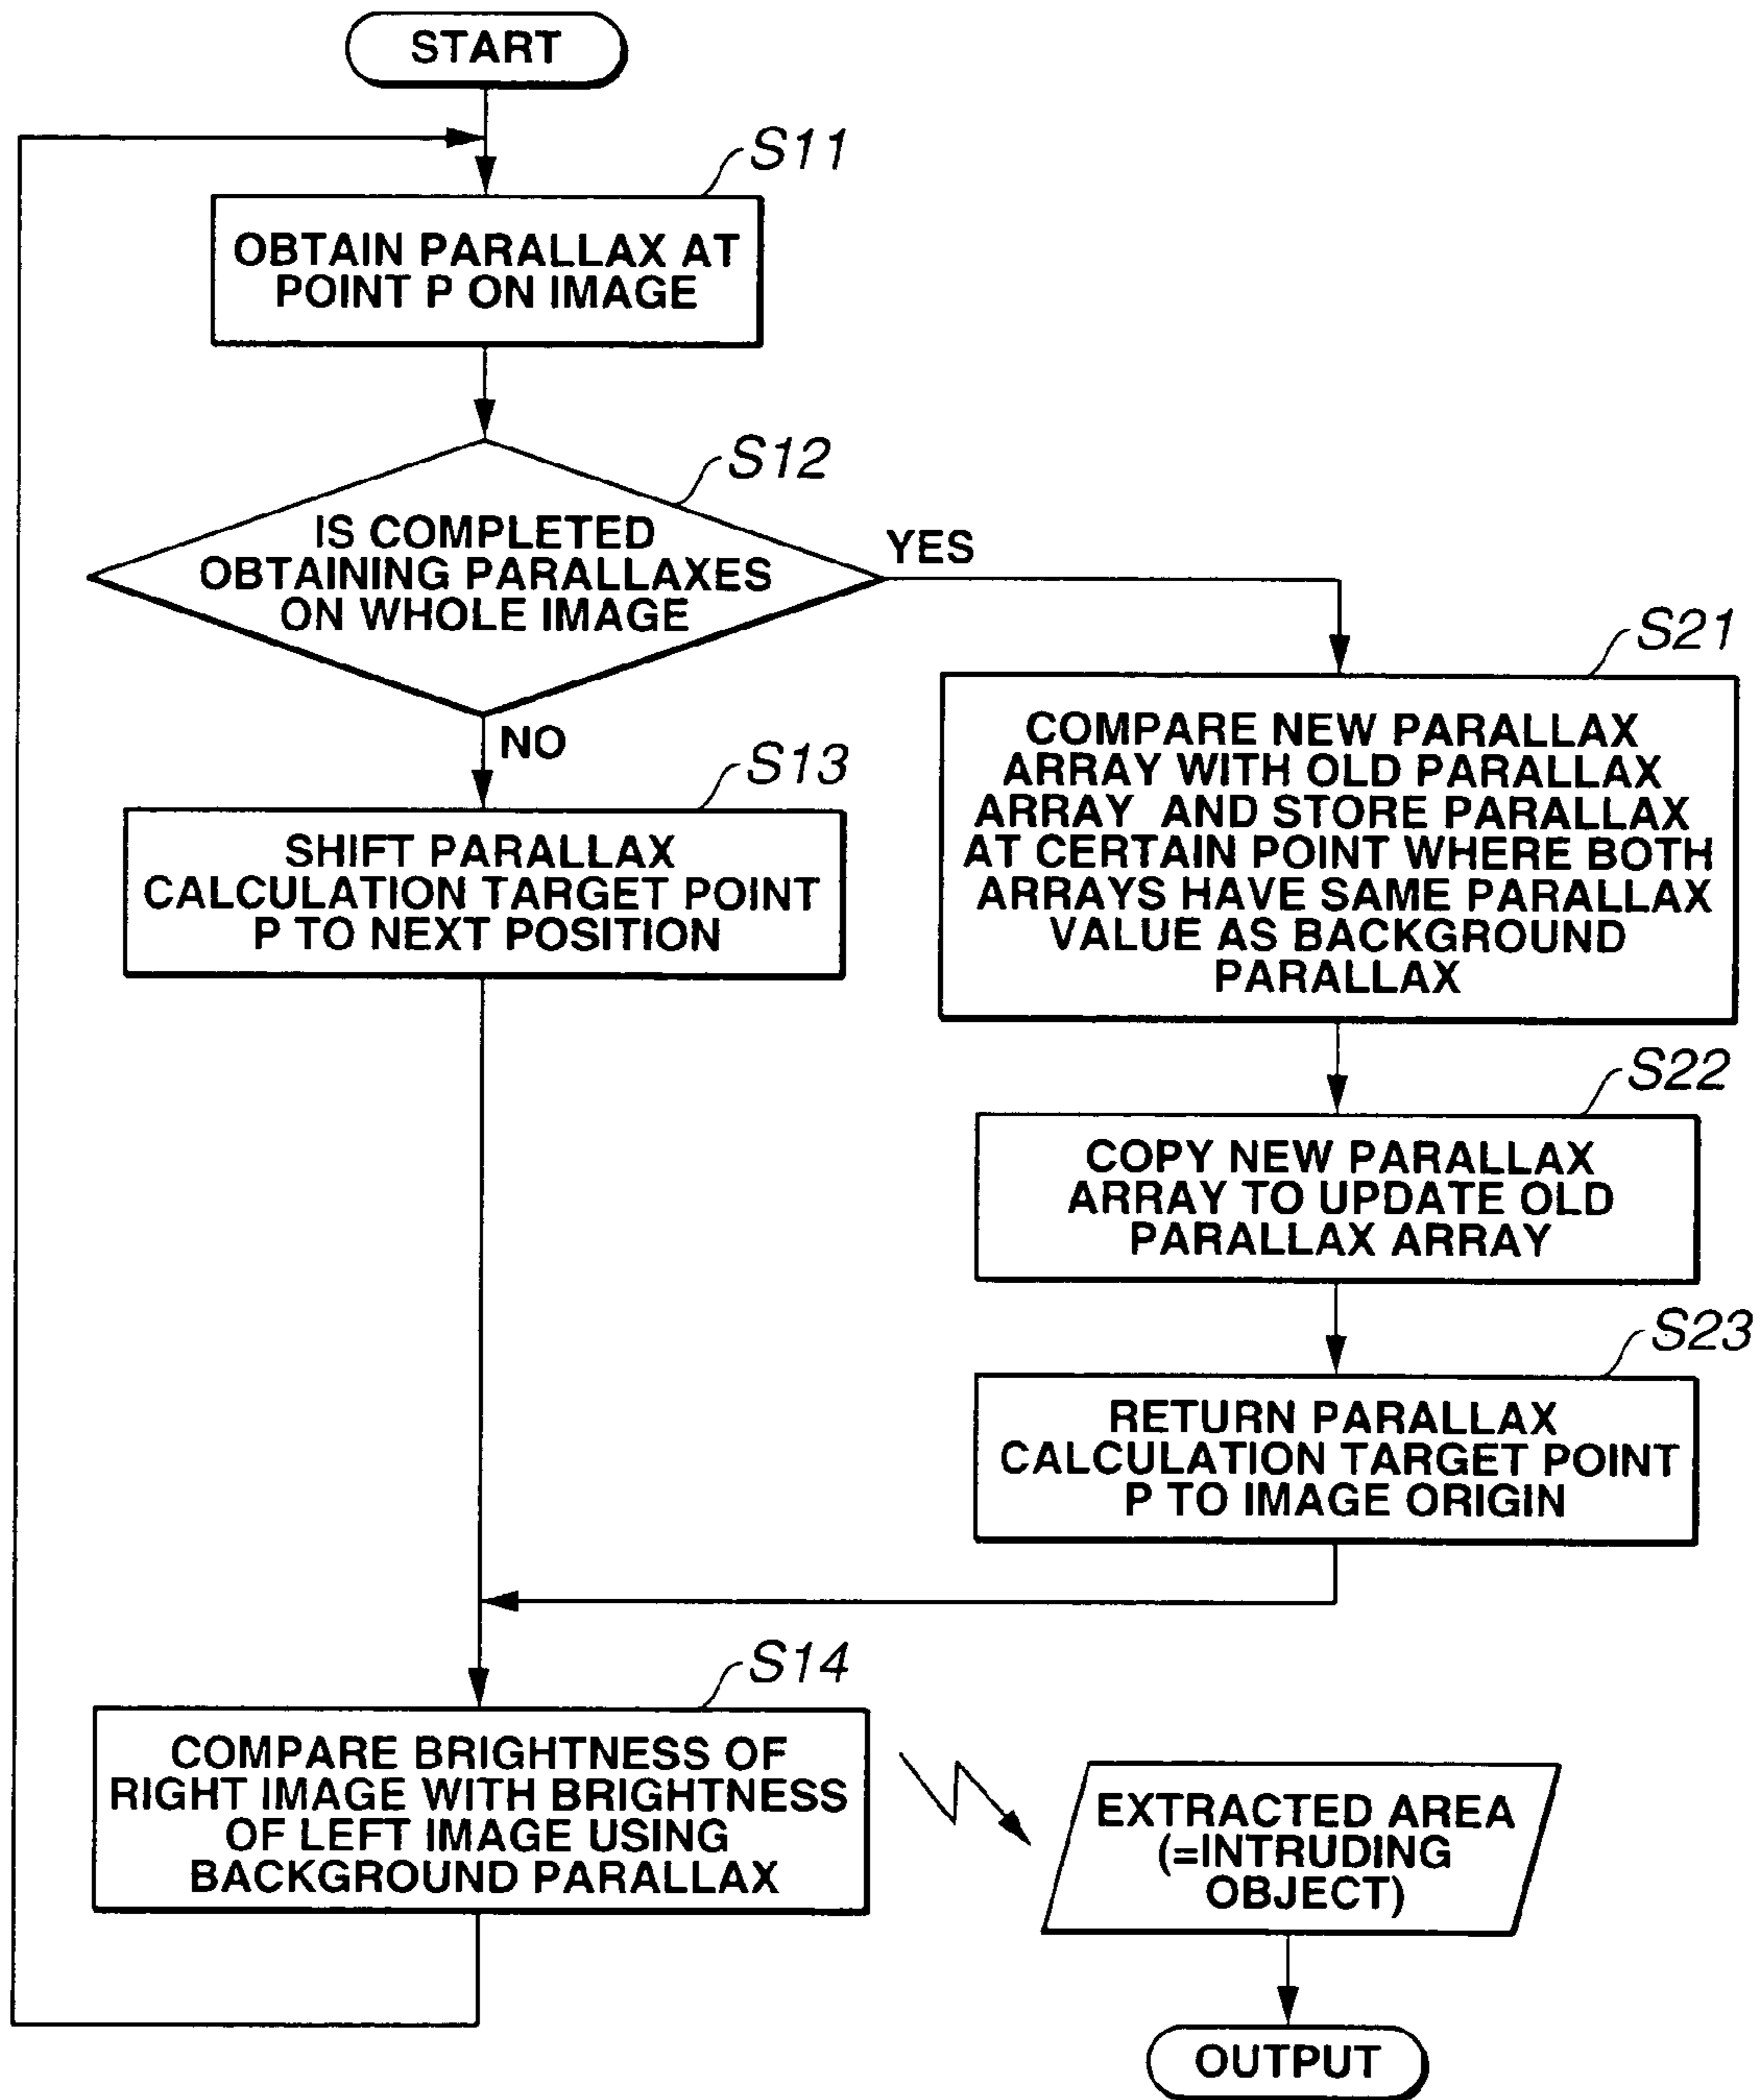 START
S11
OBTAIN PARALLAX AT
POINT P ON IMAGE
S12
IS COMPLETED
OBTAINING PARALLAXES
ON WHOLE IMAGE
YES
NO
S13
SHIFT PARALLAX
CALCULATION TARGET POINT
P TO NEXT POSITION
S21
COMPARE NEW PARALLAX
ARRAY WITH OLD PARALLAX
ARRAY AND STORE PARALLAX
AT CERTAIN POINT WHERE BOTH
ARRAYS HAVE SAME PARALLAX
VALUE AS BACKGROUND
PARALLAX
S22
COPY NEW PARALLAX
ARRAY TO UPDATE OLD
PARALLAX ARRAY
S23
RETURN PARALLAX
CALCULATION TARGET POINT
P TO IMAGE ORIGIN
S14
COMPARE BRIGHTNESS OF
RIGHT IMAGE WITH BRIGHTNESS
OF LEFT IMAGE USING
BACKGROUND PARALLAX
EXTRACTED AREA
(=INTRUDING
OBJECT)
OUTPUT